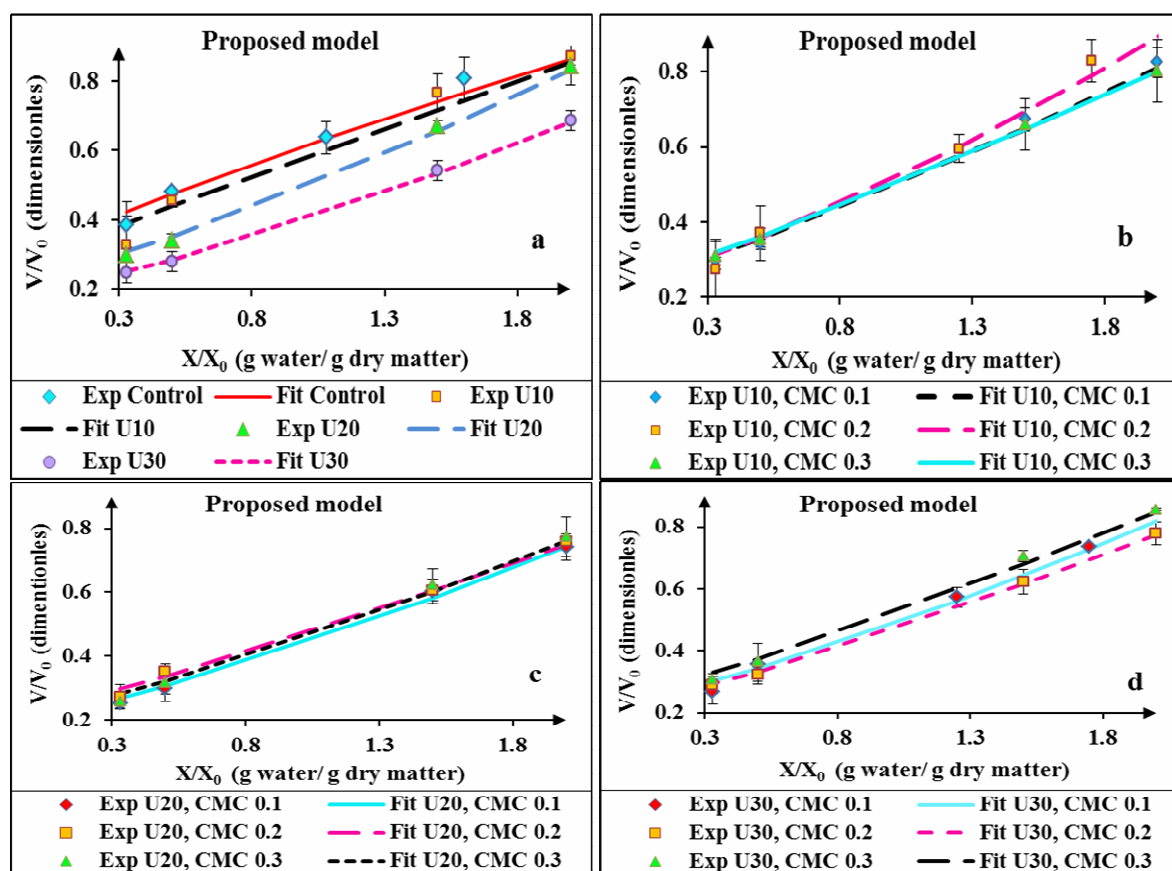 Proposed model
0.8
0.6
0.4
0.2
V/V₀ (dimensionles)
a
0.3 0.8 1.3 1.8
X/X₀ (g water/ g dry matter)
Exp Control Fit Control Exp U10
Fit U10 Exp U20 Fit U20
Exp U30 Fit U30
Proposed model
0.8
0.6
0.4
0.2
V/V₀ (dimensionles)
b
0.3 0.8 1.3 1.8
X/X₀ (g water/ g dry matter)
Exp U10, CMC 0.1 Fit U10, CMC 0.1
Exp U10, CMC 0.2 Fit U10, CMC 0.2
Exp U10, CMC 0.3 Fit U10, CMC 0.3
Proposed model
0.8
0.6
0.4
0.2
V/V₀ (dimentionles)
c
0.3 0.8 1.3 1.8
X/X₀ (g water/ g dry matter)
Exp U20, CMC 0.1 Fit U20, CMC 0.1
Exp U20, CMC 0.2 Fit U20, CMC 0.2
Exp U20, CMC 0.3 Fit U20, CMC 0.3
Proposed model
0.8
0.6
0.4
0.2
V/V₀ (dimensionles)
d
0.3 0.8 1.3 1.8
X/X₀ (g water/ g dry matter)
Exp U30, CMC 0.1 Fit U30, CMC 0.1
Exp U30, CMC 0.2 Fit U30, CMC 0.2
Exp U30, CMC 0.3 Fit U30, CMC 0.3